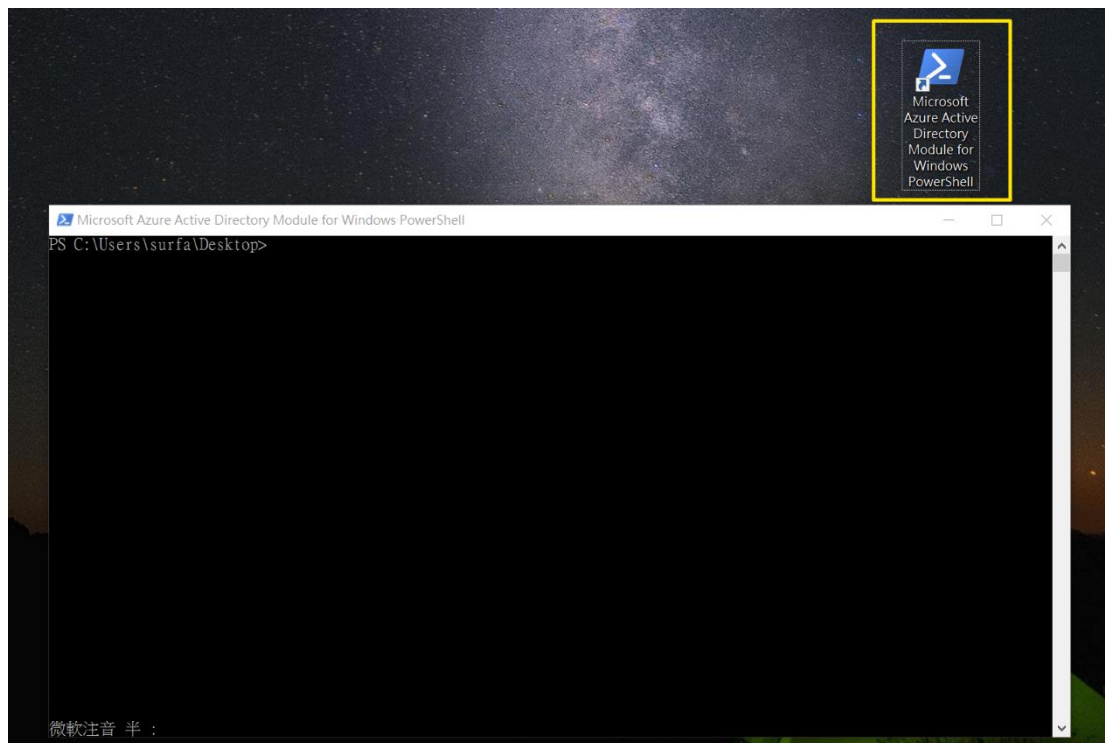 Microsoft
Azure Active
Directory
Module for
Windows
PowerShell
Microsoft Azure Active Directory Module for Windows PowerShell
PS C:\Users\surfa\Desktop>
微軟注音 半 :